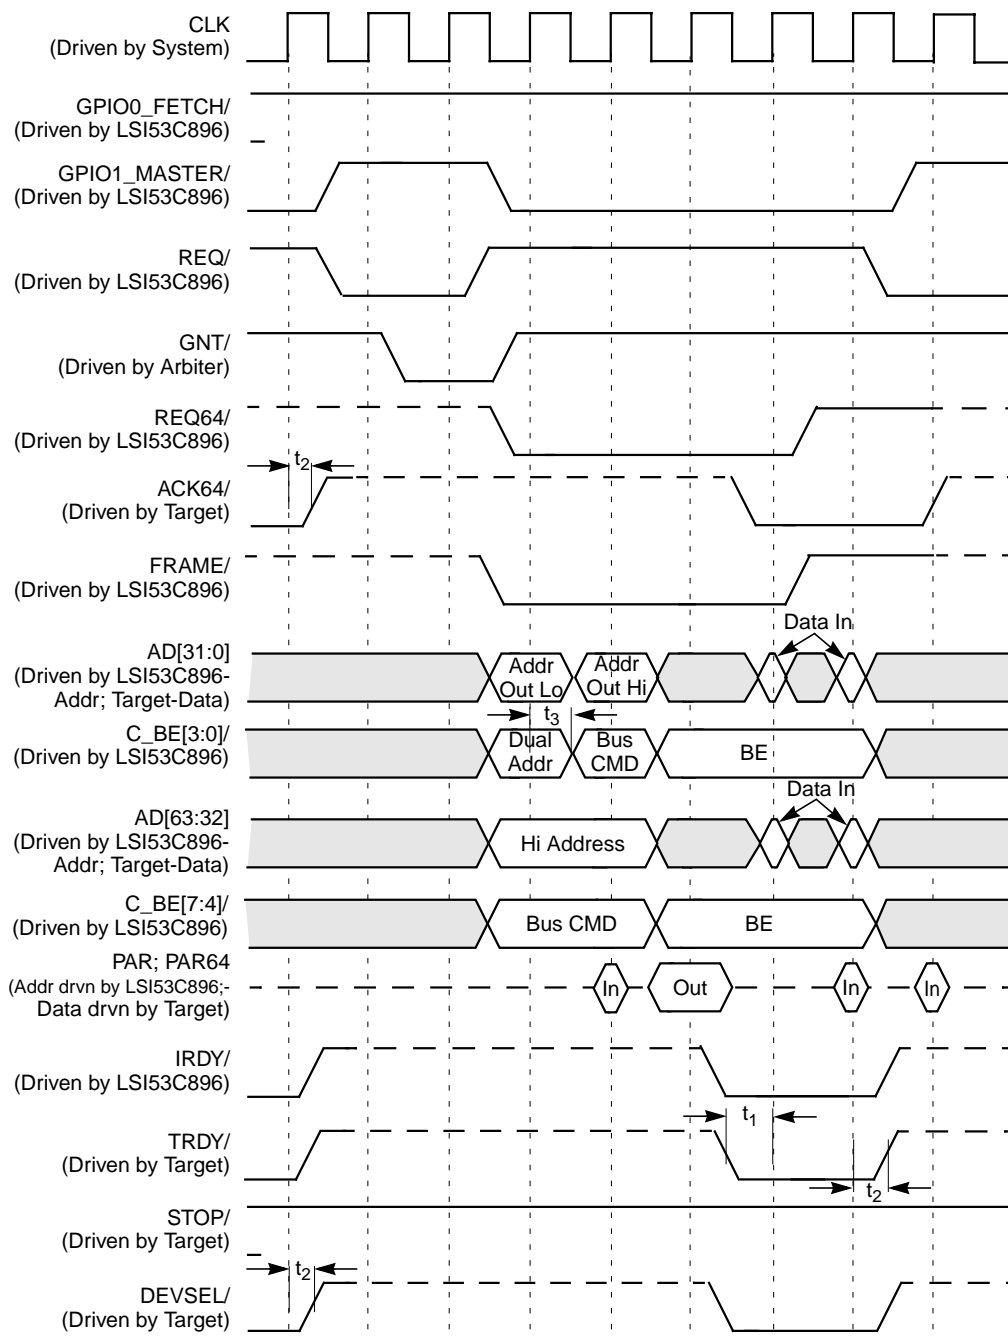 CLK
(Driven by System)
GPIO0_FETCH/
(Driven by LSI53C896)
GPIO1_MASTER/
(Driven by LSI53C896)
REQ/
(Driven by LSI53C896)
GNT/
(Driven by Arbiter)
REQ64/
(Driven by LSI53C896)
t2
ACK64/
(Driven by Target)
FRAME/
(Driven by LSI53C896)
Data In
AD[31:0]
(Driven by LSI53C896-
Addr; Target-Data)
Addr
Out Lo
Addr
Out Hi
t3
C_BE[3:0]/
(Driven by LSI53C896)
Dual
Addr
Bus
CMD
BE
Data In
AD[63:32]
(Driven by LSI53C896-
Addr; Target-Data)
Hi Address
C_BE[7:4]/
(Driven by LSI53C896)
Bus CMD
BE
PAR; PAR64
(Addr drvn by LSI53C896;-
Data drvn by Target)
In
Out
In
In
IRDY/
(Driven by LSI53C896)
t1
TRDY/
(Driven by Target)
t2
STOP/
(Driven by Target)
t2
DEVSEL/
(Driven by Target)